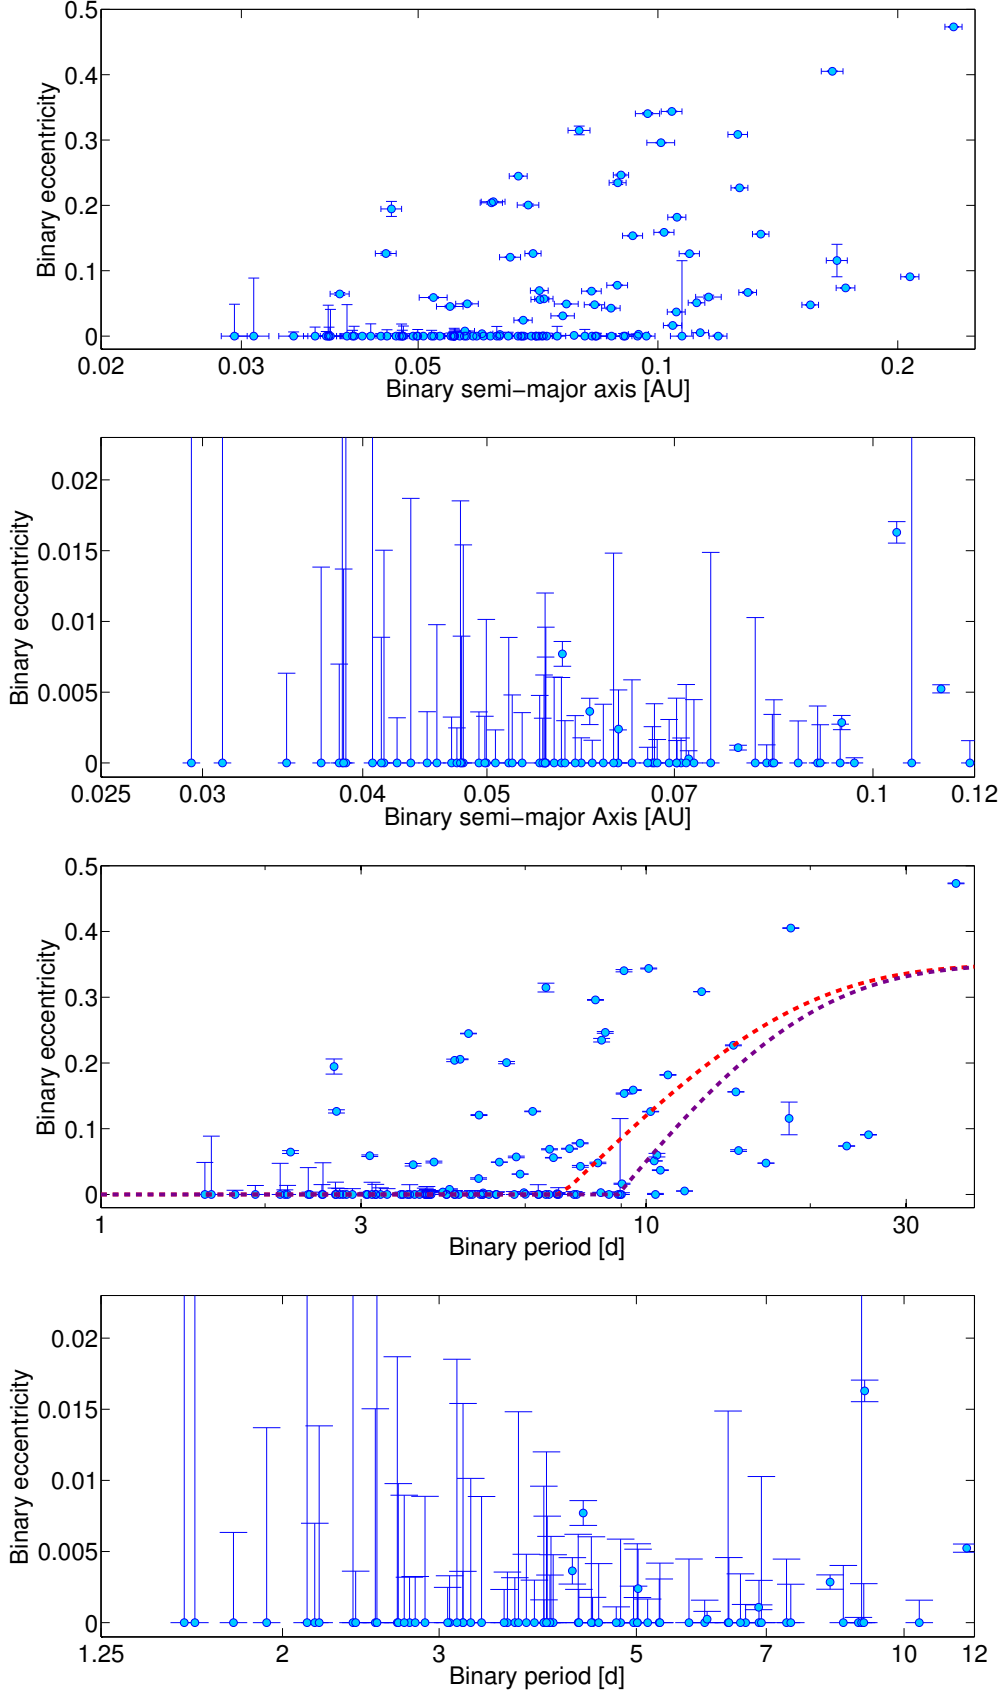 0.5
0.4
0.3
0.2
0.1
0
Binary eccentricity
0.02 0.03 0.05 0.1 0.2
Binary semi−major axis [AU]
0.02
0.015
0.01
0.005
0
Binary eccentricity
0.025 0.03 0.04 0.05 0.07 0.1 0.12
Binary semi−major Axis [AU]
0.5
0.4
0.3
0.2
0.1
0
Binary eccentricity
1 3 10 30
Binary period [d]
0.02
0.015
0.01
0.005
0
Binary eccentricity
1.25 2 3 5 7 10 12
Binary period [d]